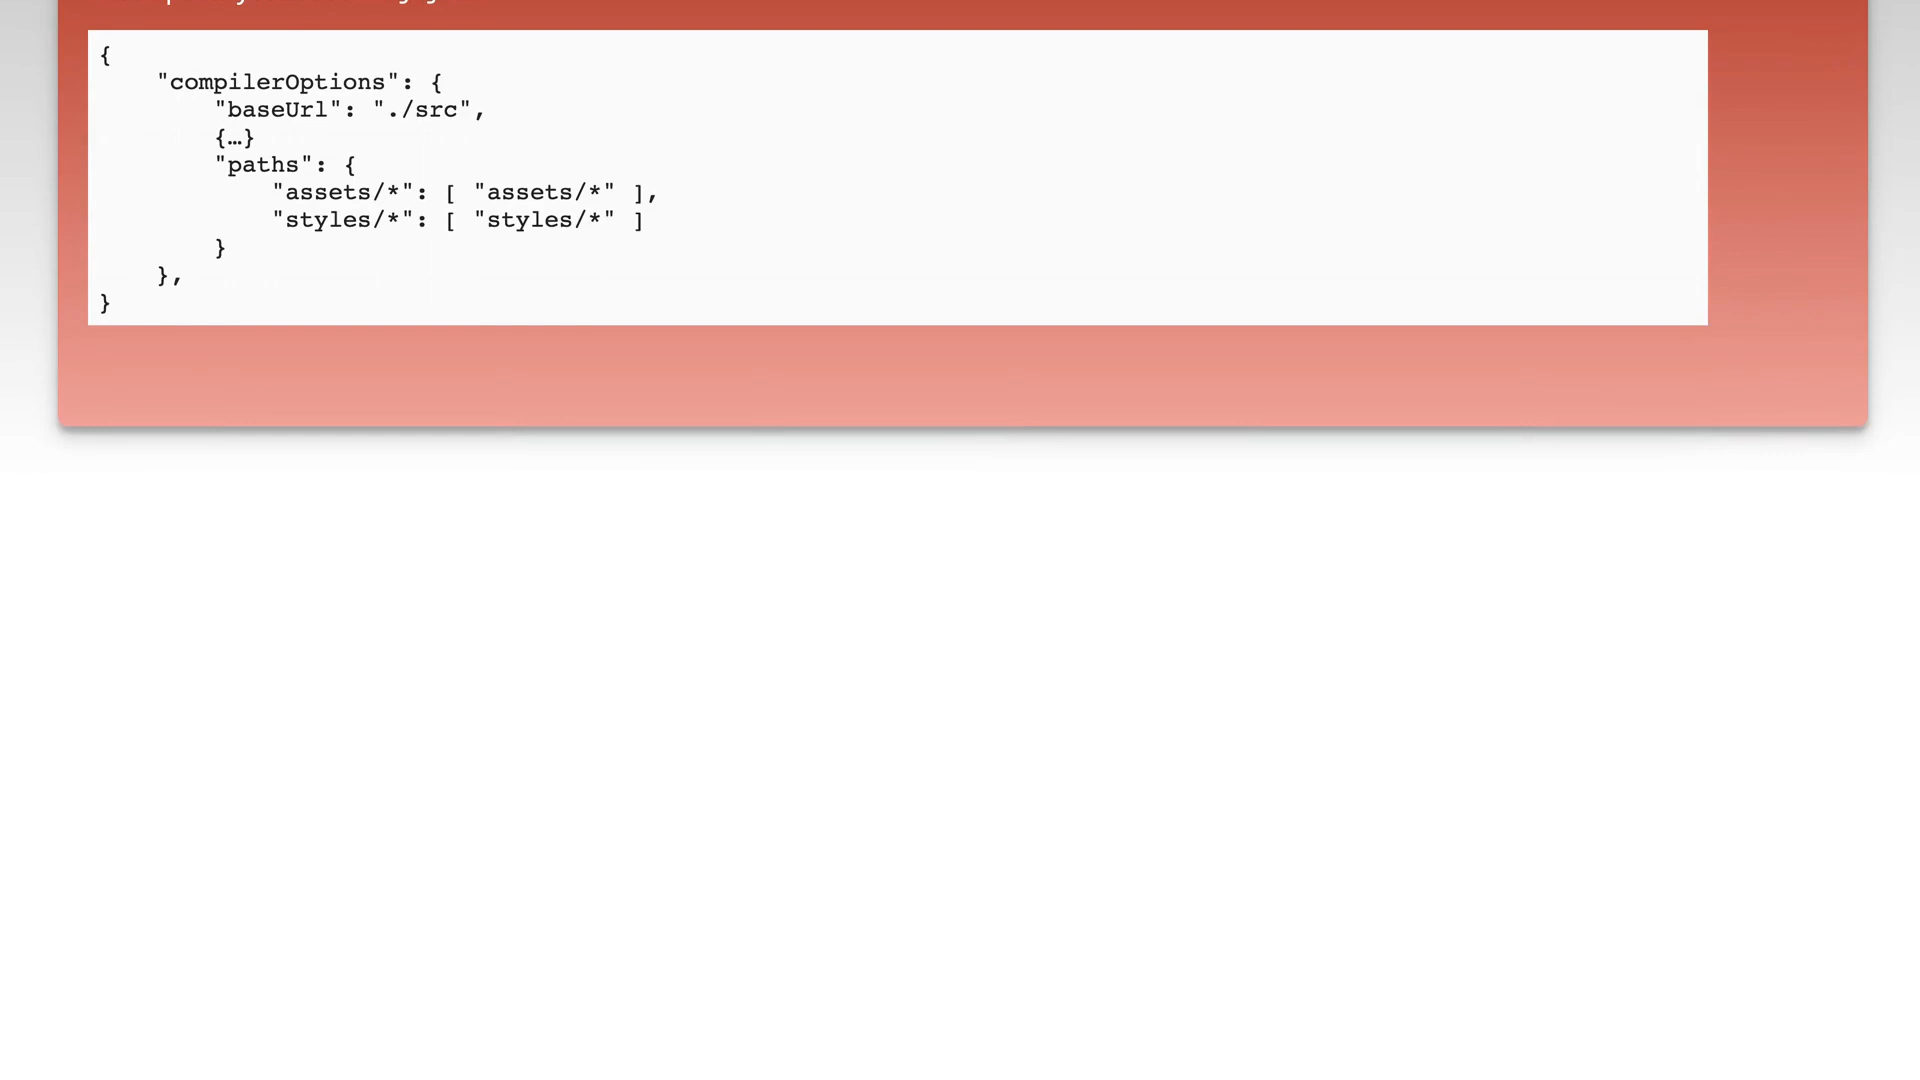 {
    "compilerOptions": {
        "baseUrl": "./src",
        {…}
        "paths": {
            "assets/*": [ "assets/*" ],
            "styles/*": [ "styles/*" ]
        }
    },
}